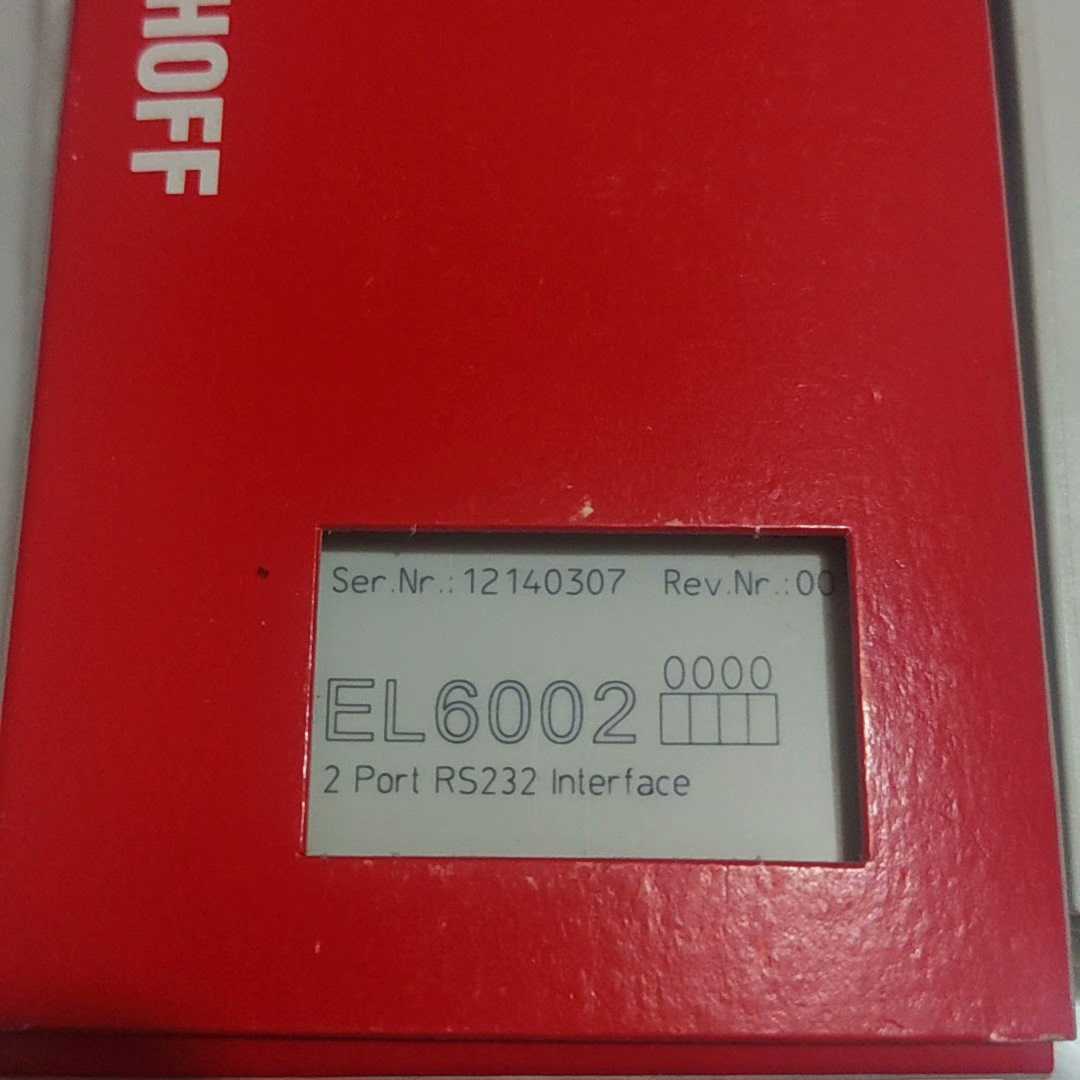 HOFF
Ser.Nr.: 12140307 Rev.Nr.:00
EL6002 0000
2 Port RS232 Interface